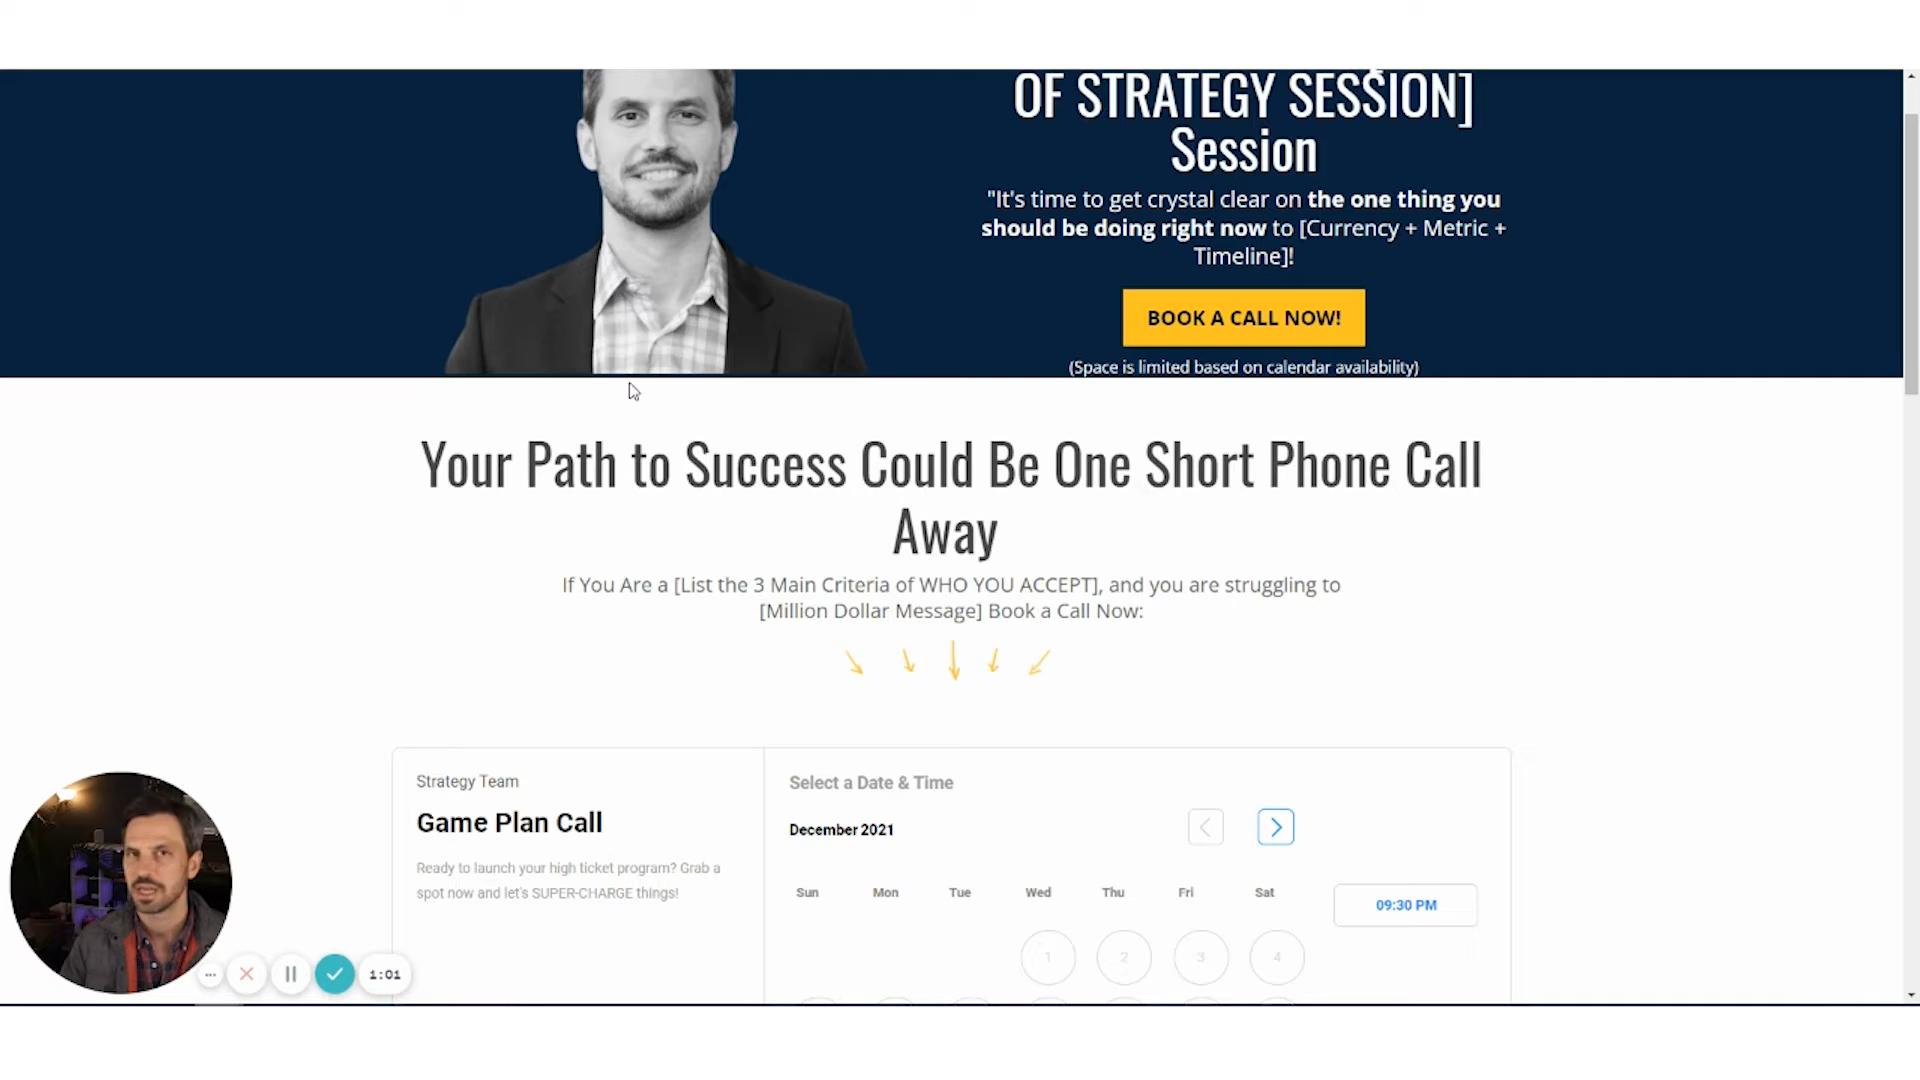 OF STRATEGY SESSION]
Session
"It's time to get crystal clear on the one thing you
should be doing right now to [Currency + Metric +
Timeline]!
BOOK A CALL NOW!
(Space is limited based on calendar availability)
Your Path to Success Could Be One Short Phone Call
Away
If You Are a [List the 3 Main Criteria of WHO YOU ACCEPT], and you are struggling to
[Million Dollar Message] Book a Call Now:
Strategy Team
Game Plan Call
Ready to launch your high ticket program? Grab a
spot now and let's SUPER-CHARGE things!
Select a Date & Time
December 2021
Sun Mon Tue Wed Thu Fri Sat
09:30 PM
1 2 3 4
1:01